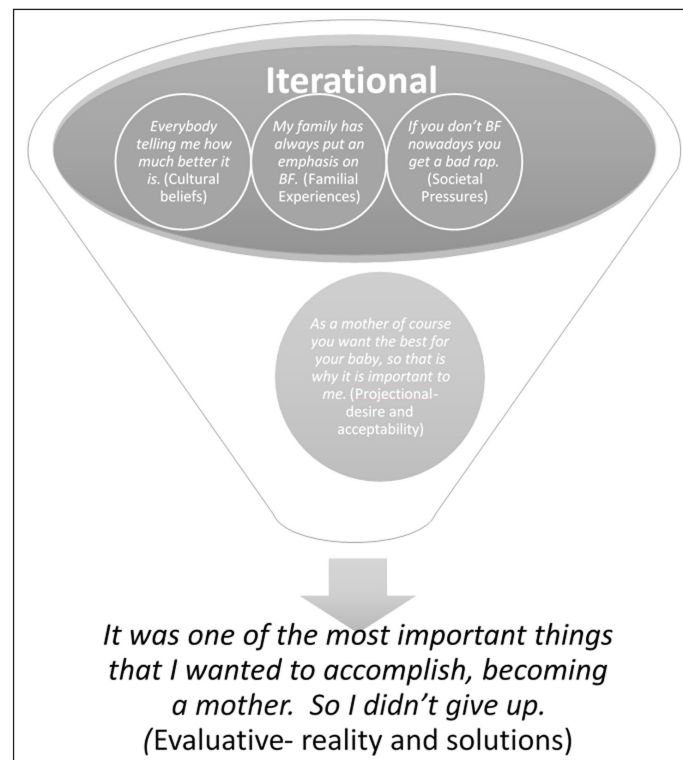 Iterational
Everybody
telling me how
much better it
is. (Cultural
beliefs)
My family has
always put an
emphasis on
BF. (Familial
Experiences)
If you don't BF
nowadays you
get a bad rap.
(Societal
Pressures)
As a mother of course
you want the best for
your baby, so that is
why it is important to
me. (Projectional-
desire and
acceptability)
It was one of the most important things
that I wanted to accomplish, becoming
a mother.  So I didn't give up.
(Evaluative- reality and solutions)